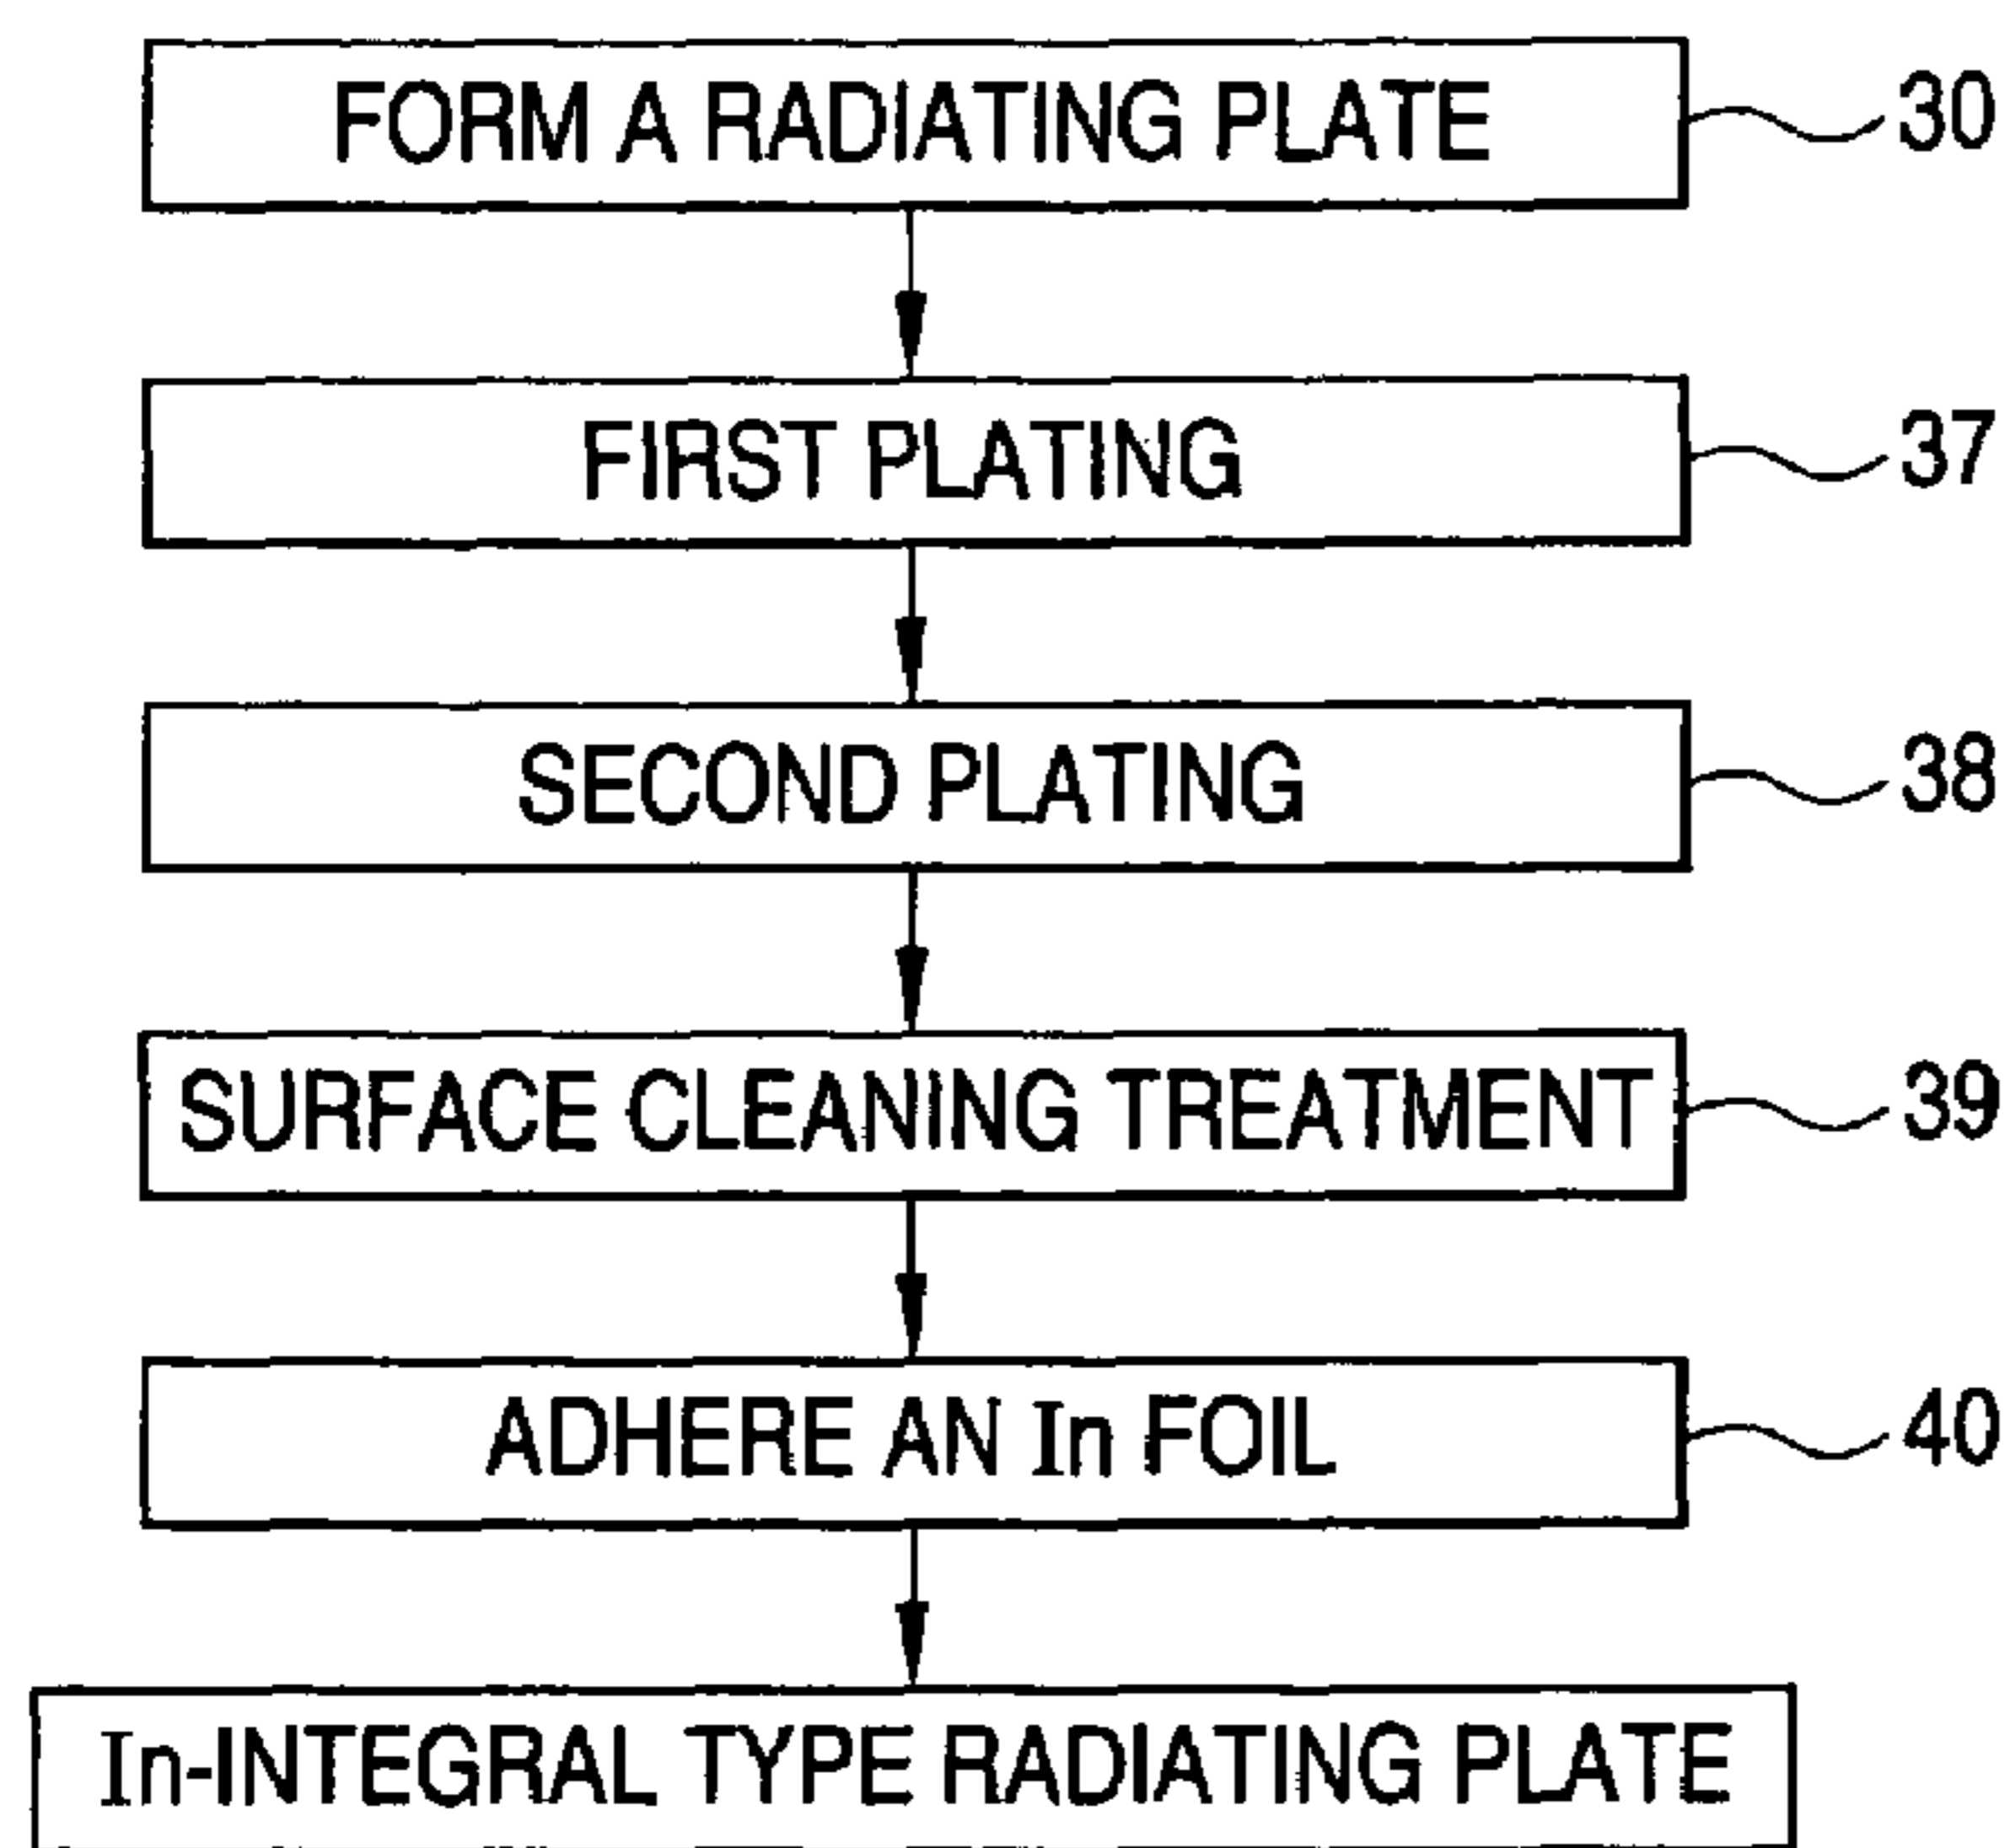 FORM A RADIATING PLATE 30
FIRST PLATING 37
SECOND PLATING 38
SURFACE CLEANING TREATMENT 39
ADHERE AN In FOIL 40
In-INTEGRAL TYPE RADIATING PLATE